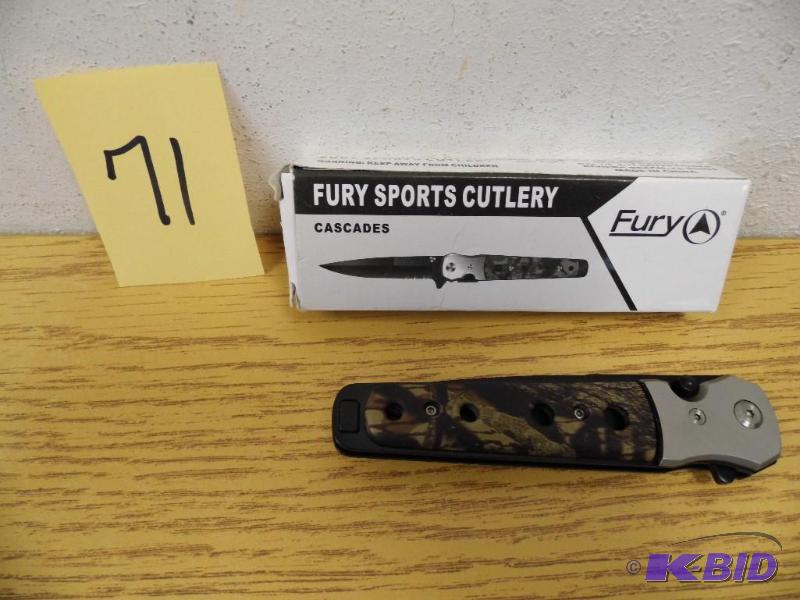 71
WARNING: KEEP AWAY FROM CHILDREN
FURY SPORTS CUTLERY
CASCADES
Fury ®
© K-BID